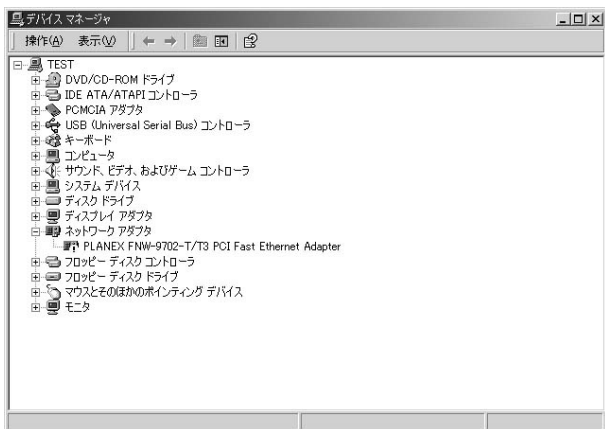 デバイス マネージャ
操作(A) 表示(V)
TEST
DVD/CD-ROM ドライブ
IDE ATA/ATAPI コントローラ
PCMCIA アダプタ
USB (Universal Serial Bus) コントローラ
キーボード
コンピュータ
サウンド、ビデオ、およびゲーム コントローラ
システム デバイス
ディスク ドライブ
ディスプレイ アダプタ
ネットワーク アダプタ
PLANEX FNW-9702-T/T3 PCI Fast Ethernet Adapter
フロッピー ディスク コントローラ
フロッピー ディスク ドライブ
マウスとそのほかのポインティング デバイス
モニタ